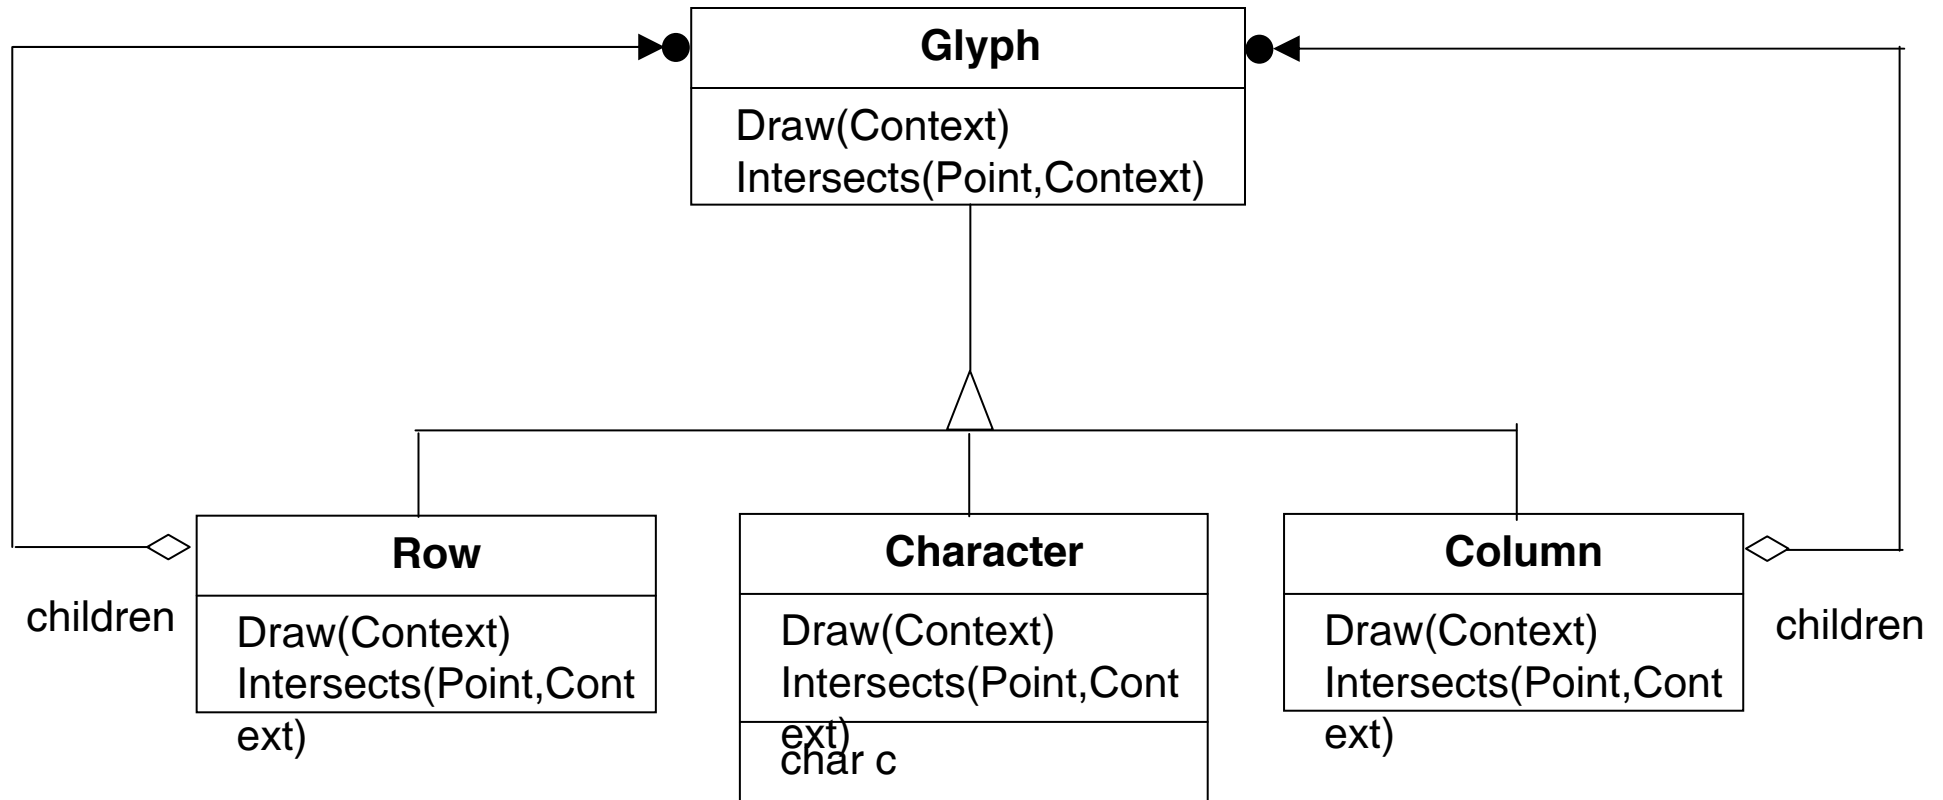 Glyph
Draw(Context)
Intersects(Point,Context)
children
Row
Draw(Context)
Intersects(Point,Cont
ext)
Character
Draw(Context)
Intersects(Point,Cont
ext)
char c
Column
Draw(Context)
Intersects(Point,Cont
ext)
children